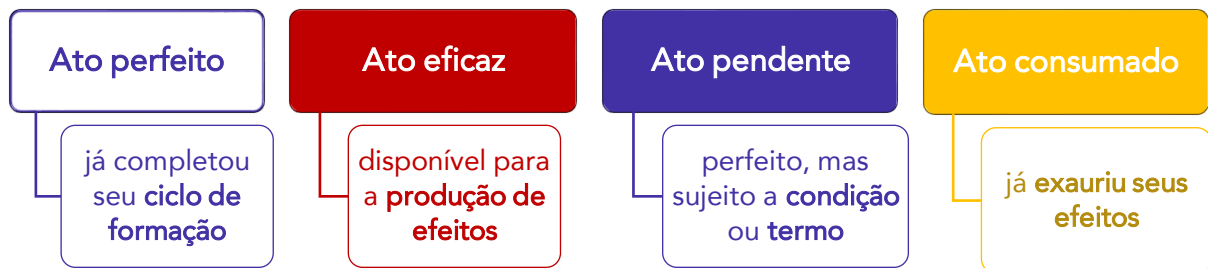 Ato perfeito
já completou
seu ciclo de
formação
Ato eficaz
disponível para
a produção de
efeitos
Ato pendente
perfeito, mas
sujeito a condição
ou termo
Ato consumado
já exauriu seus
efeitos